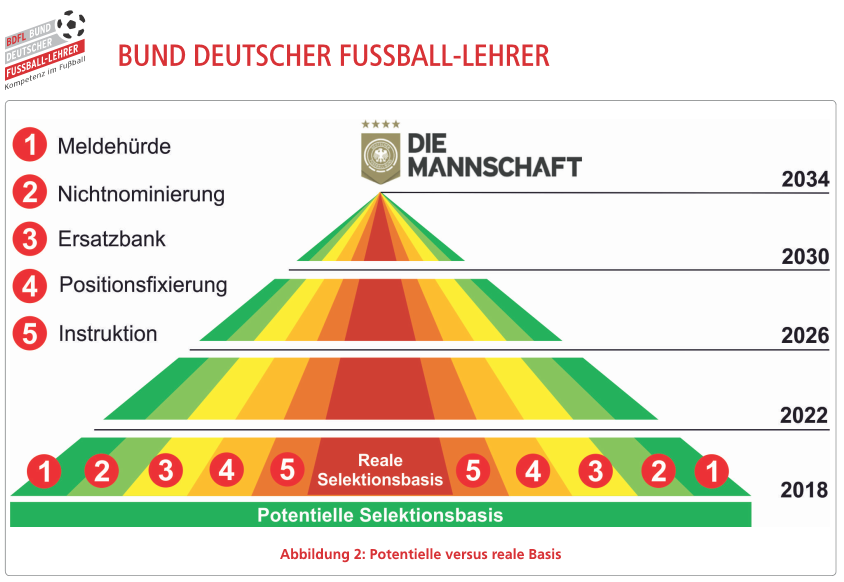 BDFL BUND
DEUTSCHER
FUSSBALL-LEHRER
Kompetenz im Fußball
BUND DEUTSCHER FUSSBALL-LEHRER
1 Meldehürde
2 Nichtnominierung
3 Ersatzbank
4 Positionsfixierung
5 Instruktion
DIE
MANNSCHAFT
2034
2030
2026
2022
1 2 3 4 5 Reale Selektionsbasis 5 4 3 2 1
2018
Potentielle Selektionsbasis
Abbildung 2: Potentielle versus reale Basis